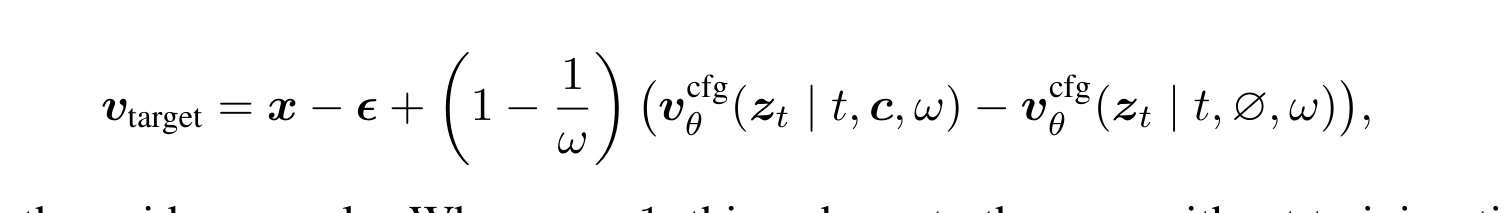 v_target = x − ϵ + (1 − 1/ω) (v_θ^cfg(z_t | t, c, ω) − v_θ^cfg(z_t | t, ∅, ω)),